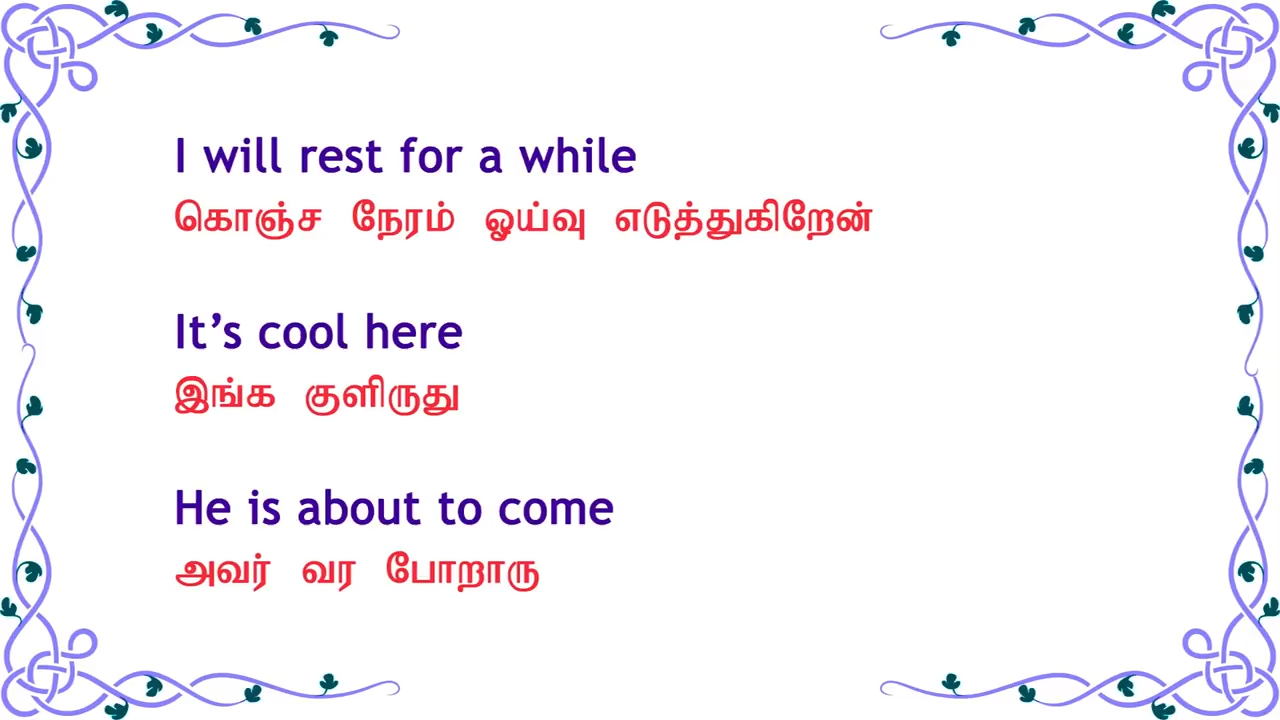 I will rest for a while
கொஞ்ச நேரம் ஓய்வு எடுத்துகிறேன்
It’s cool here
இங்க குளிருது
He is about to come
அவர் வர போறாரு